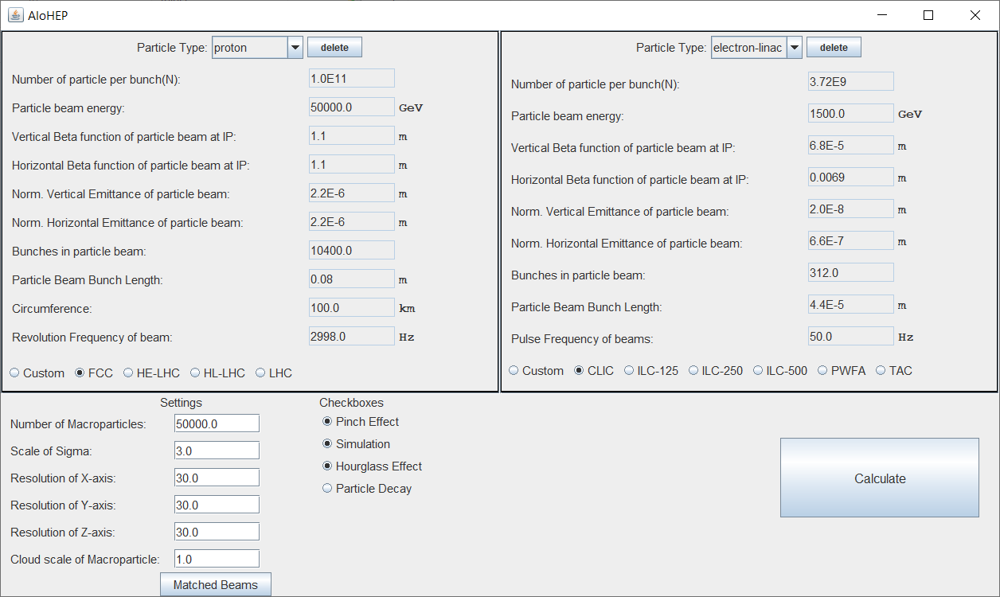 AloHEP
Particle Type: proton delete
Number of particle per bunch(N): 1.0E11
Particle beam energy: 50000.0 GeV
Vertical Beta function of particle beam at IP: 1.1 m
Horizontal Beta function of particle beam at IP: 1.1 m
Norm. Vertical Emittance of particle beam: 2.2E-6 m
Norm. Horizontal Emittance of particle beam: 2.2E-6 m
Bunches in particle beam: 10400.0
Particle Beam Bunch Length: 0.08 m
Circumference: 100.0 km
Revolution Frequency of beam: 2998.0 Hz
Custom FCC HE-LHC HL-LHC LHC
Particle Type: electron-linac delete
Number of particle per bunch(N): 3.72E9
Particle beam energy: 1500.0 GeV
Vertical Beta function of particle beam at IP: 6.8E-5 m
Horizontal Beta function of particle beam at IP: 0.0069 m
Norm. Vertical Emittance of particle beam: 2.0E-8 m
Norm. Horizontal Emittance of particle beam: 6.6E-7 m
Bunches in particle beam: 312.0
Particle Beam Bunch Length: 4.4E-5 m
Pulse Frequency of beams: 50.0 Hz
Custom CLIC ILC-125 ILC-250 ILC-500 PWFA TAC
Settings
Number of Macroparticles: 50000.0
Scale of Sigma: 3.0
Resolution of X-axis: 30.0
Resolution of Y-axis: 30.0
Resolution of Z-axis: 30.0
Cloud scale of Macroparticle: 1.0
Matched Beams
Checkboxes
Pinch Effect
Simulation
Hourglass Effect
Particle Decay
Calculate